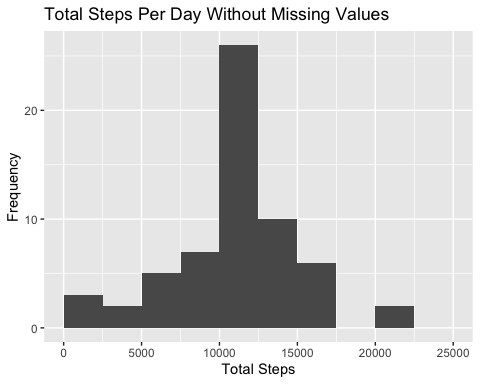 Total Steps Per Day Without Missing Values
20
10
0
Frequency
0 5000 10000 15000 20000 25000
Total Steps